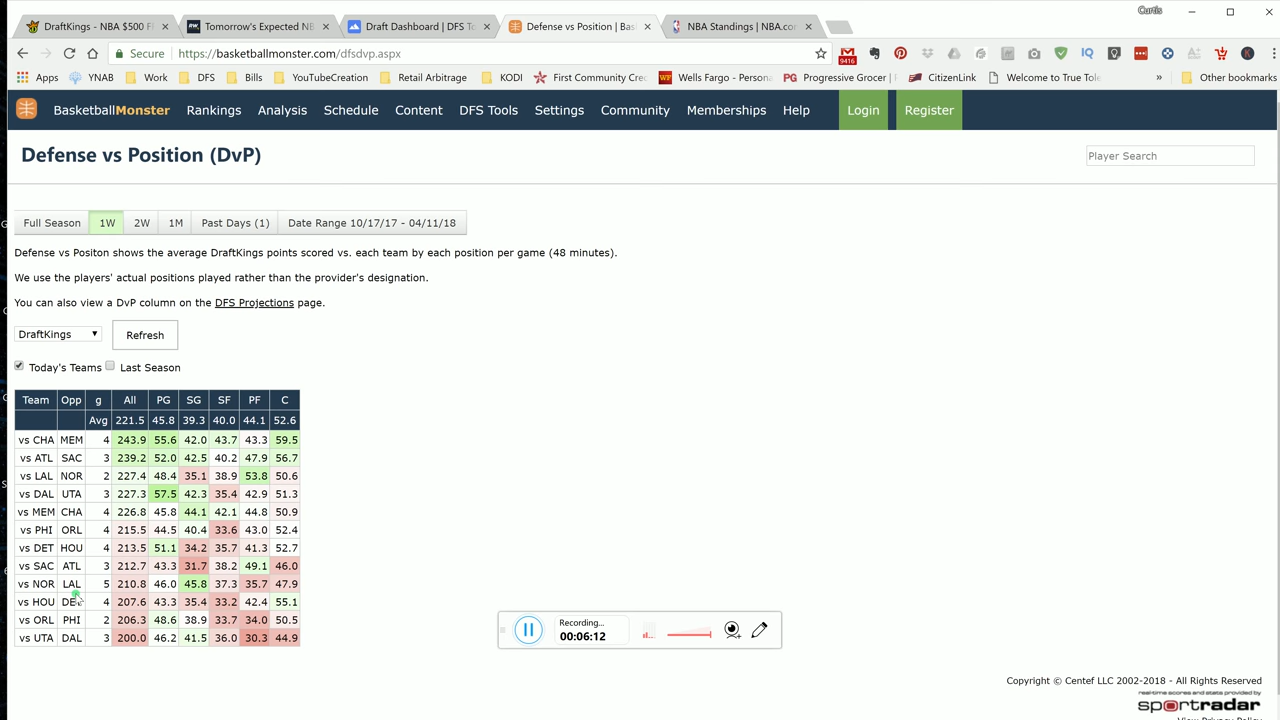 Curtis
DraftKings - NBA $500 F
Tomorrow's Expected NB
Draft Dashboard | DFS To
Defense vs Position | Bas
NBA Standings | NBA.co
Secure https://basketballmonster.com/dfsdvp.aspx 9416
Apps YNAB Work DFS Bills YouTubeCreation Retail Arbitrage KODI First Community Cre Wells Fargo - Persona PG Progressive Grocer | CitizenLink Welcome to True Tole » Other bookmarks
BasketballMonster Rankings Analysis Schedule Content DFS Tools Settings Community Memberships Help Login Register
Defense vs Position (DvP)
Player Search
Full Season 1W 2W 1M Past Days (1) Date Range 10/17/17 - 04/11/18
Defense vs Positon shows the average DraftKings points scored vs. each team by each position per game (48 minutes).
We use the players' actual positions played rather than the provider's designation.
You can also view a DvP column on the DFS Projections page.
DraftKings Refresh
Today's Teams Last Season
Team Opp g All PG SG SF PF C
Avg 221.5 45.8 39.3 40.0 44.1 52.6
vs CHA MEM 4 243.9 55.6 42.0 43.7 43.3 59.5
vs ATL SAC 3 239.2 52.0 42.5 40.2 47.9 56.7
vs LAL NOR 2 227.4 48.4 35.1 38.9 53.8 50.6
vs DAL UTA 3 227.3 57.5 42.3 35.4 42.9 51.3
vs MEM CHA 4 226.8 45.8 44.1 42.1 44.8 50.9
vs PHI ORL 4 215.5 44.5 40.4 33.6 43.0 52.4
vs DET HOU 4 213.5 51.1 34.2 35.7 41.3 52.7
vs SAC ATL 3 212.7 43.3 31.7 38.2 49.1 46.0
vs NOR LAL 5 210.8 46.0 45.8 37.3 35.7 47.9
vs HOU DET 4 207.6 43.3 35.4 33.2 42.4 55.1
vs ORL PHI 2 206.3 48.6 38.9 33.7 34.0 50.5
vs UTA DAL 3 200.0 46.2 41.5 36.0 30.3 44.9
Recording...
00:06:12
Copyright © Centef LLC 2002-2018 - All Rights Reserved
real-time scores and stats provided by
sportradar
View Privacy Policy